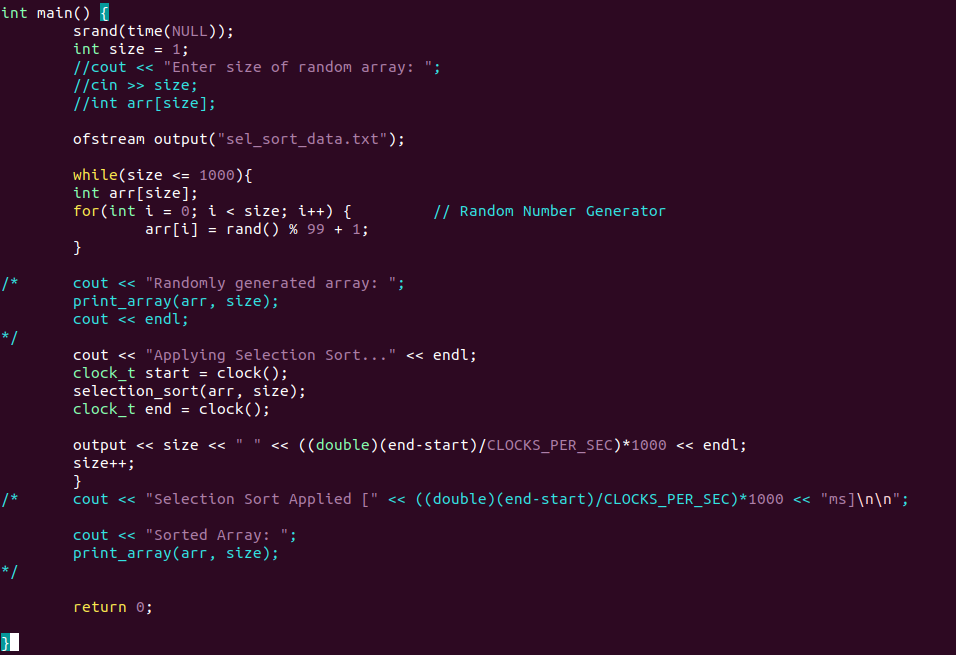 int main() {
        srand(time(NULL));
        int size = 1;
        //cout << "Enter size of random array: ";
        //cin >> size;
        //int arr[size];

        ofstream output("sel_sort_data.txt");

        while(size <= 1000){
        int arr[size];
        for(int i = 0; i < size; i++) {         // Random Number Generator
                arr[i] = rand() % 99 + 1;
        }

/*      cout << "Randomly generated array: ";
        print_array(arr, size);
        cout << endl;
*/
        cout << "Applying Selection Sort..." << endl;
        clock_t start = clock();
        selection_sort(arr, size);
        clock_t end = clock();

        output << size << " " << ((double)(end-start)/CLOCKS_PER_SEC)*1000 << endl;
        size++;
        }
/*      cout << "Selection Sort Applied [" << ((double)(end-start)/CLOCKS_PER_SEC)*1000 << "ms]\n\n";

        cout << "Sorted Array: ";
        print_array(arr, size);
*/

        return 0;

}